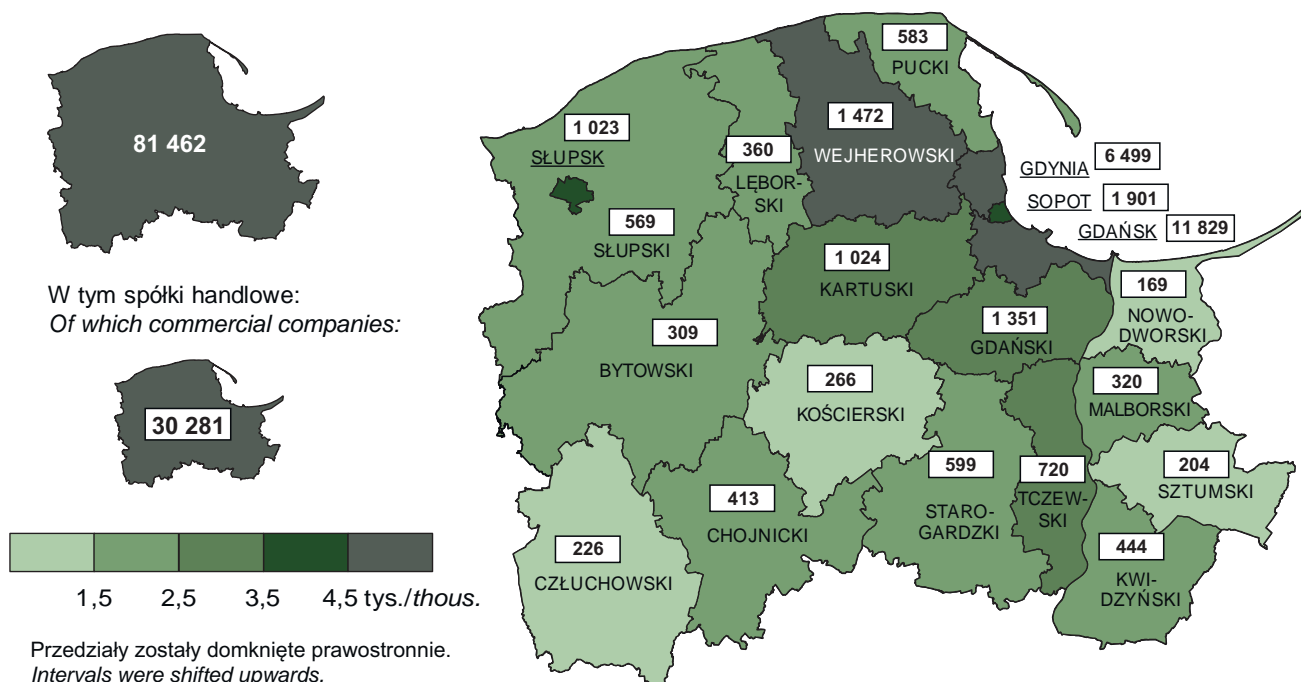 81 462
W tym spółki handlowe:
Of which commercial companies:
30 281
1,5 2,5 3,5 4,5 tys./thous.
Przedziały zostały domknięte prawostronnie.
Intervals were shifted upwards.
583
PUCKI
1 023
SŁUPSK
360
LĘBOR-
SKI
1 472
WEJHEROWSKI
GDYNIA 6 499
SOPOT 1 901
GDAŃSK 11 829
569
SŁUPSKI
1 024
KARTUSKI
169
NOWO-
DWORSKI
309
BYTOWSKI
1 351
GDAŃSKI
266
KOŚCIERSKI
320
MALBORSKI
599
STARO-
GARDZKI
720
TCZEW-
SKI
204
SZTUMSKI
413
CHOJNICKI
226
CZŁUCHOWSKI
444
KWI-
DZYŃSKI